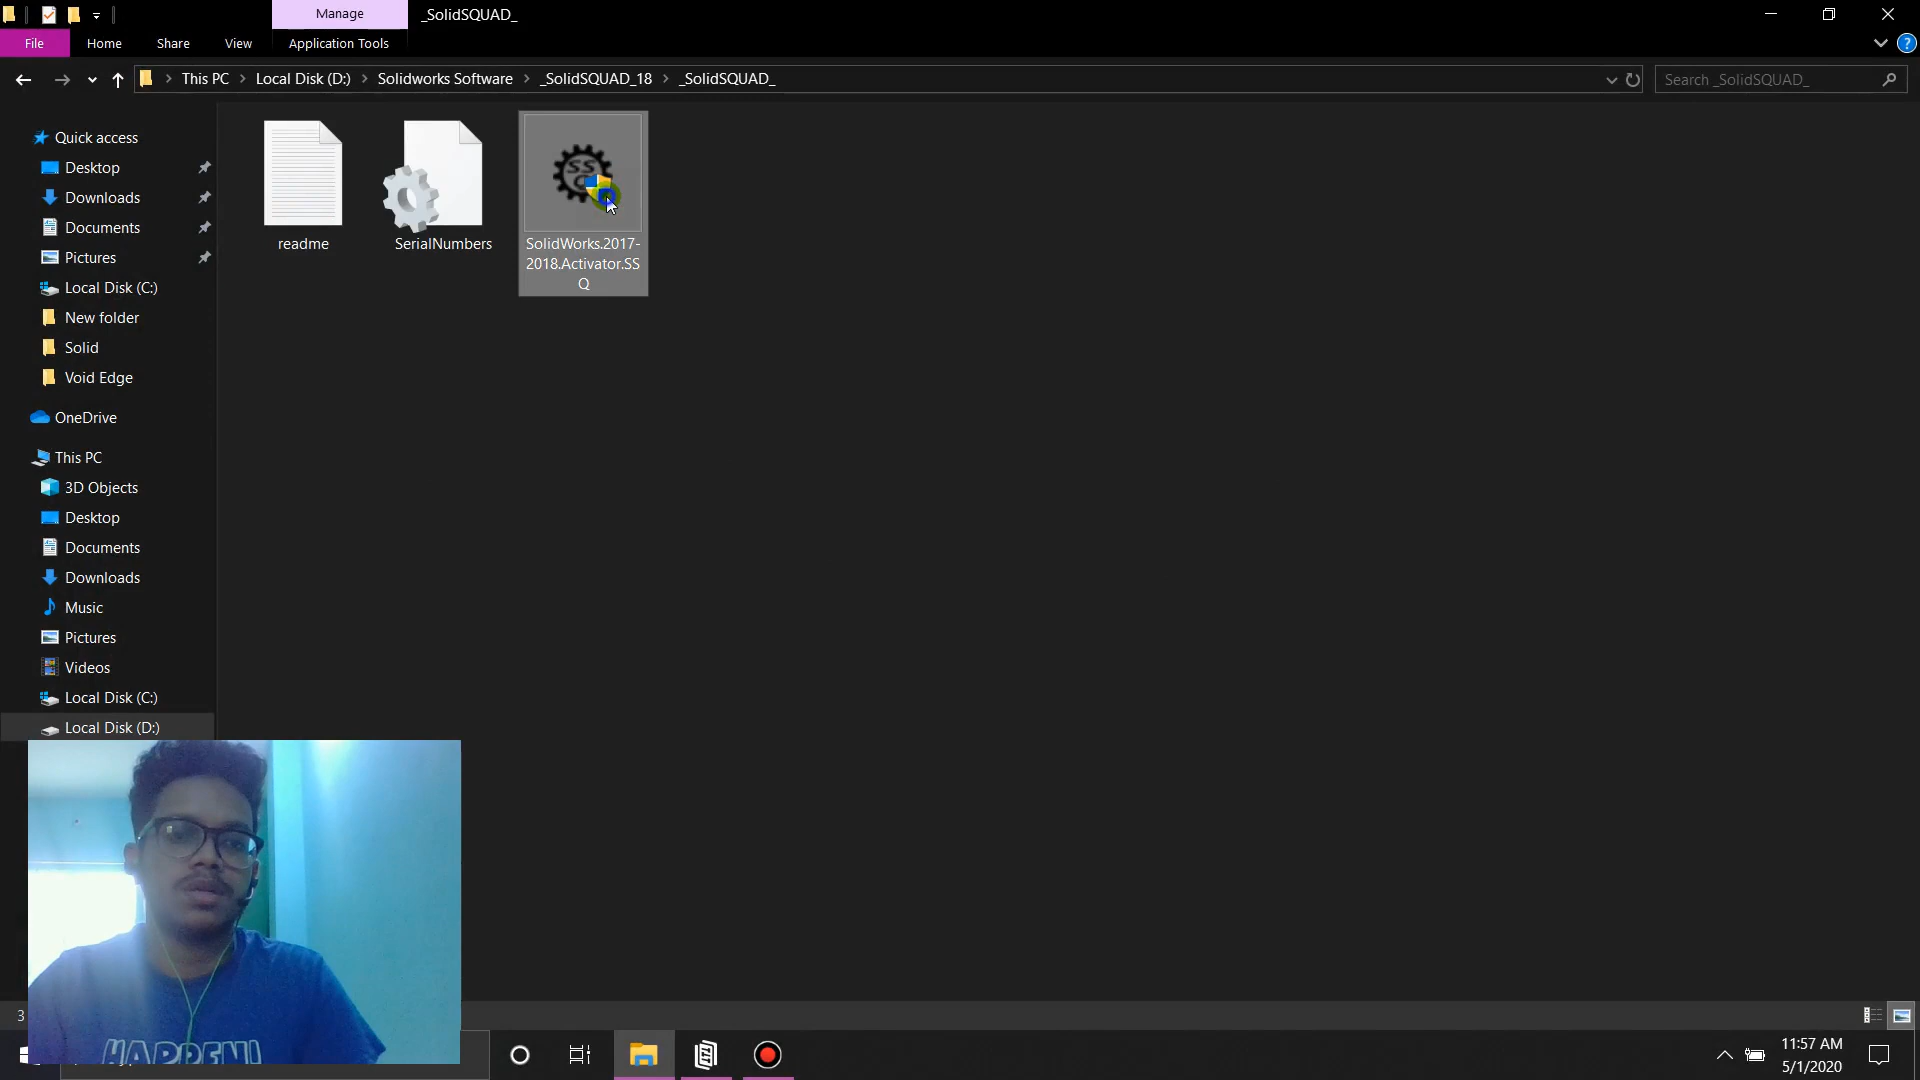 Manage
_SolidSQUAD_
File
Home
Share
View
Application Tools
This PC
Local Disk (D:)
Solidworks Software
_SolidSQUAD_18
_SolidSQUAD_
Search _SolidSQUAD_
Quick access
Desktop
Downloads
Documents
Pictures
Local Disk (C:)
New folder
Solid
Void Edge
OneDrive
This PC
3D Objects
Desktop
Documents
Downloads
Music
Pictures
Videos
Local Disk (C:)
Local Disk (D:)
readme
SerialNumbers
SolidWorks.2017-
2018.Activator.SS
Q
SS
3
HAPPEN!
11:57 AM
5/1/2020